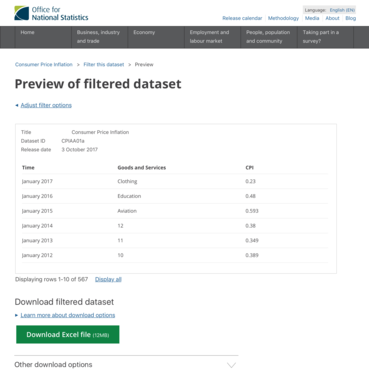 Office for
National Statistics
Language: English (EN)
Release calendar Methodology Media About Blog
Home
Business, industry
and trade
Economy
Employment and
labour market
People, population
and community
Taking part in a
survey?
Consumer Price Inflation > Filter this dataset > Preview
Preview of filtered dataset
Adjust filter options
Title Consumer Price Inflation
Dataset ID CPIAA01a
Release date 3 October 2017
Time Goods and Services CPI
January 2017 Clothing 0.23
January 2016 Education 0.48
January 2015 Aviation 0.593
January 2014 12 0.38
January 2013 11 0.349
January 2012 10 0.389
Displaying rows 1-10 of 567 Display all
Download filtered dataset
Learn more about download options
Download Excel file (12MB)
Other download options